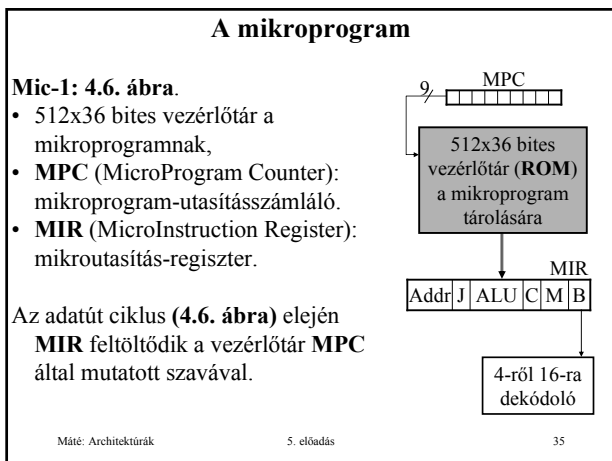 A mikroprogram
Mic-1: 4.6. ábra.
• 512x36 bites vezérlőtár a
mikroprogramnak,
• MPC (MicroProgram Counter):
mikroprogram-utasításszámláló.
• MIR (MicroInstruction Register):
mikroutasítás-regiszter.
Az adatút ciklus (4.6. ábra) elején
MIR feltöltődik a vezérlőtár MPC
által mutatott szavával.
9 MPC
512x36 bites
vezérlőtár (ROM)
a mikroprogram
tárolására
MIR
Addr J ALU C M B
4-ről 16-ra
dekódoló
Máté: Architektúrák 5. előadás 35